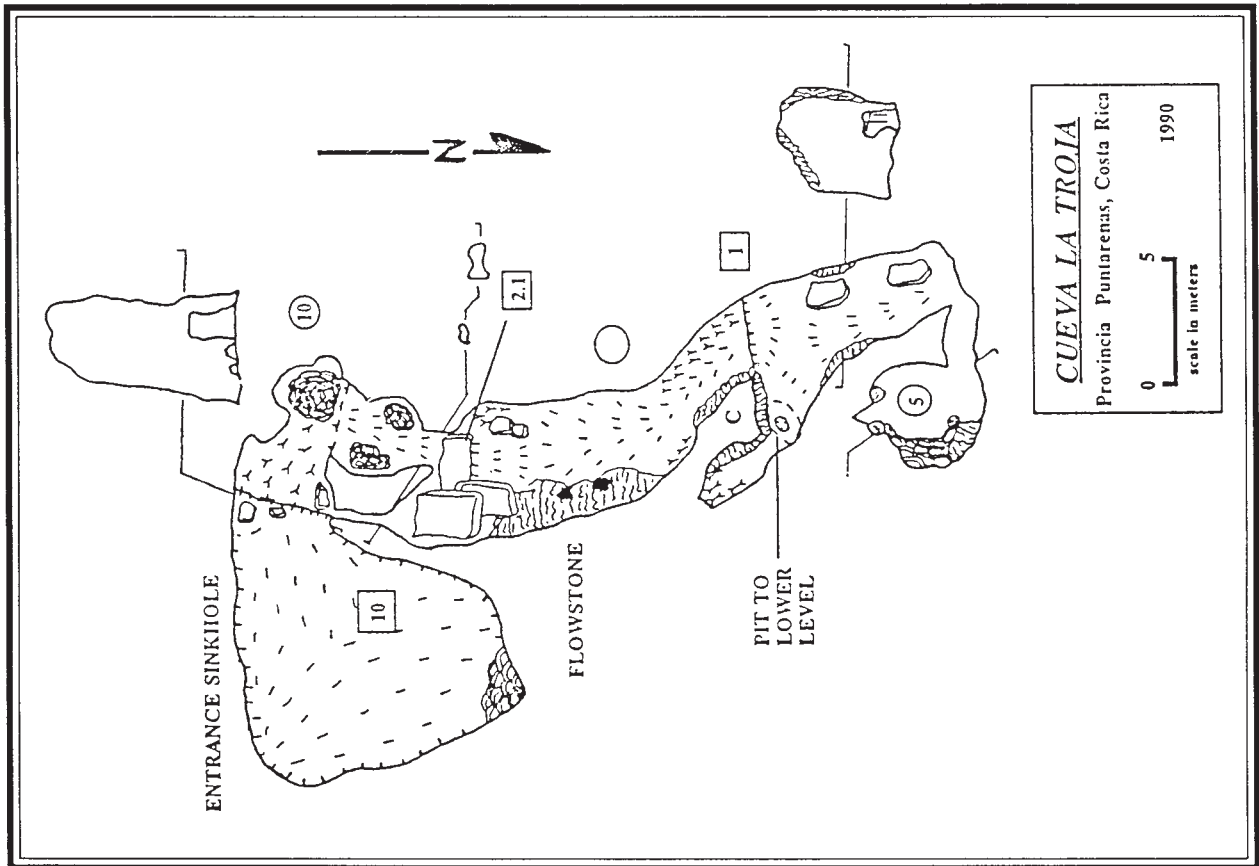 ENTRANCE SINKHOLE
10
10
2.1
FLOWSTONE
1
C
PIT TO
LOWER
LEVEL
5
N
CUEVA LA TROJA
Provincia Puntarenas, Costa Rica
0 5
scale in meters
1990